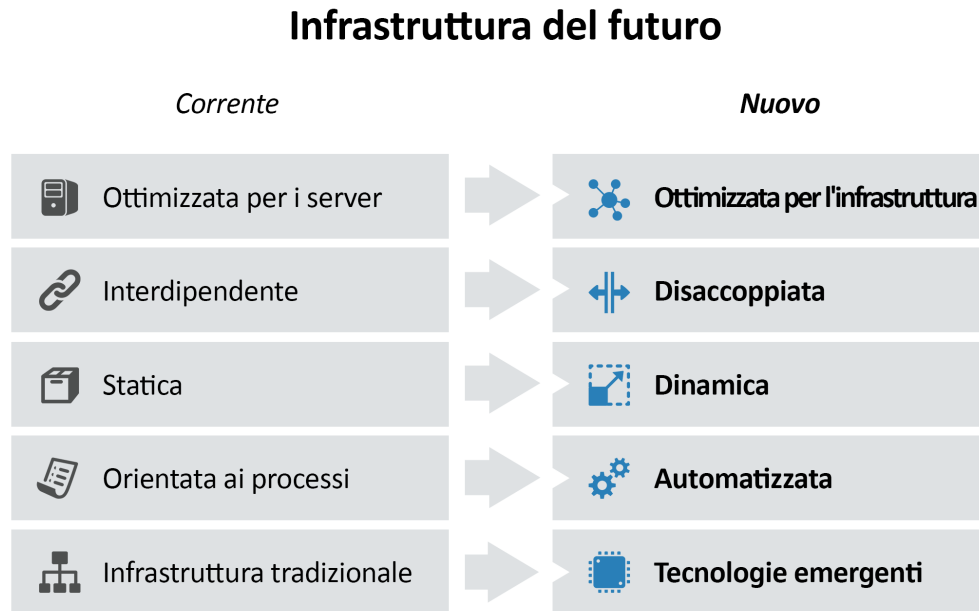 Infrastruttura del futuro
Corrente
Nuovo
Ottimizzata per i server
Ottimizzata per l'infrastruttura
Interdipendente
Disaccoppiata
Statica
Dinamica
Orientata ai processi
Automatizzata
Infrastruttura tradizionale
Tecnologie emergenti